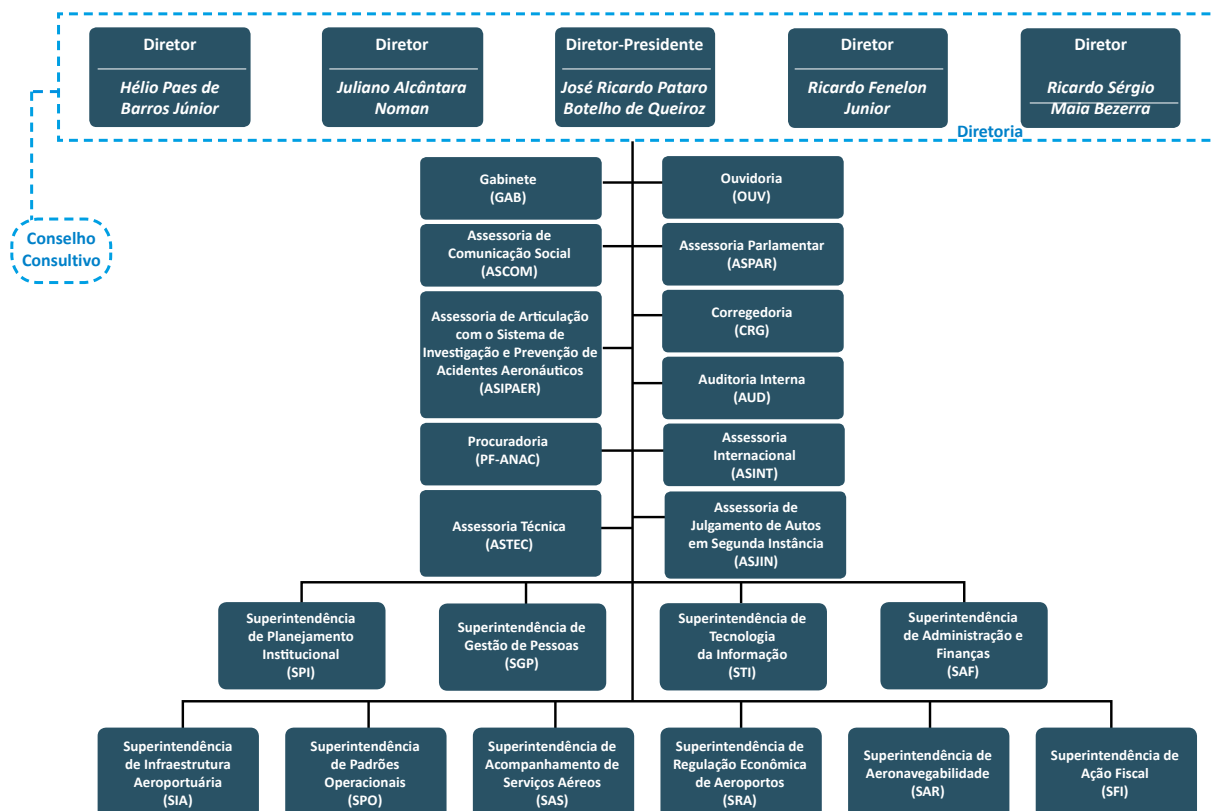 Diretor
Hélio Paes de
Barros Júnior
Diretor
Juliano Alcântara
Noman
Diretor-Presidente
José Ricardo Pataro
Botelho de Queiroz
Diretor
Ricardo Fenelon
Junior
Diretor
Ricardo Sérgio
Maia Bezerra
Diretoria
Conselho
Consultivo
Gabinete
(GAB)
Ouvidoria
(OUV)
Assessoria de
Comunicação Social
(ASCOM)
Assessoria Parlamentar
(ASPAR)
Assessoria de Articulação
com o Sistema de
Investigação e Prevenção de
Acidentes Aeronáuticos
(ASIPAER)
Corregedoria
(CRG)
Auditoria Interna
(AUD)
Procuradoria
(PF-ANAC)
Assessoria
Internacional
(ASINT)
Assessoria Técnica
(ASTEC)
Assessoria de
Julgamento de Autos
em Segunda Instância
(ASJIN)
Superintendência
de Planejamento
Institucional
(SPI)
Superintendência de
Gestão de Pessoas
(SGP)
Superintendência de
Tecnologia
da Informação
(STI)
Superintendência
de Administração e
Finanças
(SAF)
Superintendência
de Infraestrutura
Aeroportuária
(SIA)
Superintendência
de Padrões
Operacionais
(SPO)
Superintendência de
Acompanhamento de
Serviços Aéreos
(SAS)
Superintendência de
Regulação Econômica
de Aeroportos
(SRA)
Superintendência de
Aeronavegabilidade
(SAR)
Superintendência de
Ação Fiscal
(SFI)